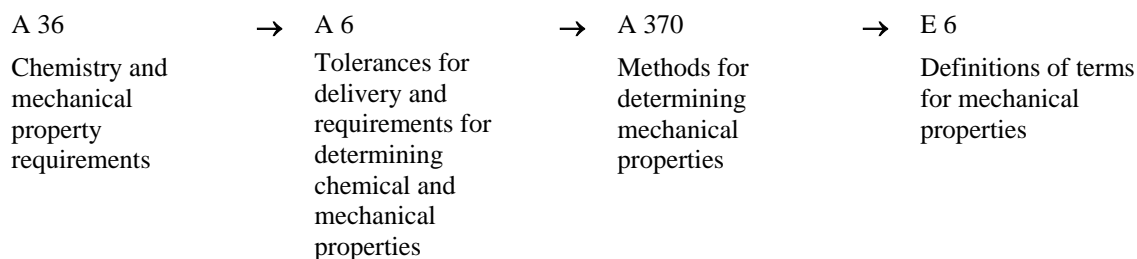 A 36 → A 6 → A 370 → E 6
Chemistry and
mechanical
property
requirements
Tolerances for
delivery and
requirements for
determining
chemical and
mechanical
properties
Methods for
determining
mechanical
properties
Definitions of terms
for mechanical
properties